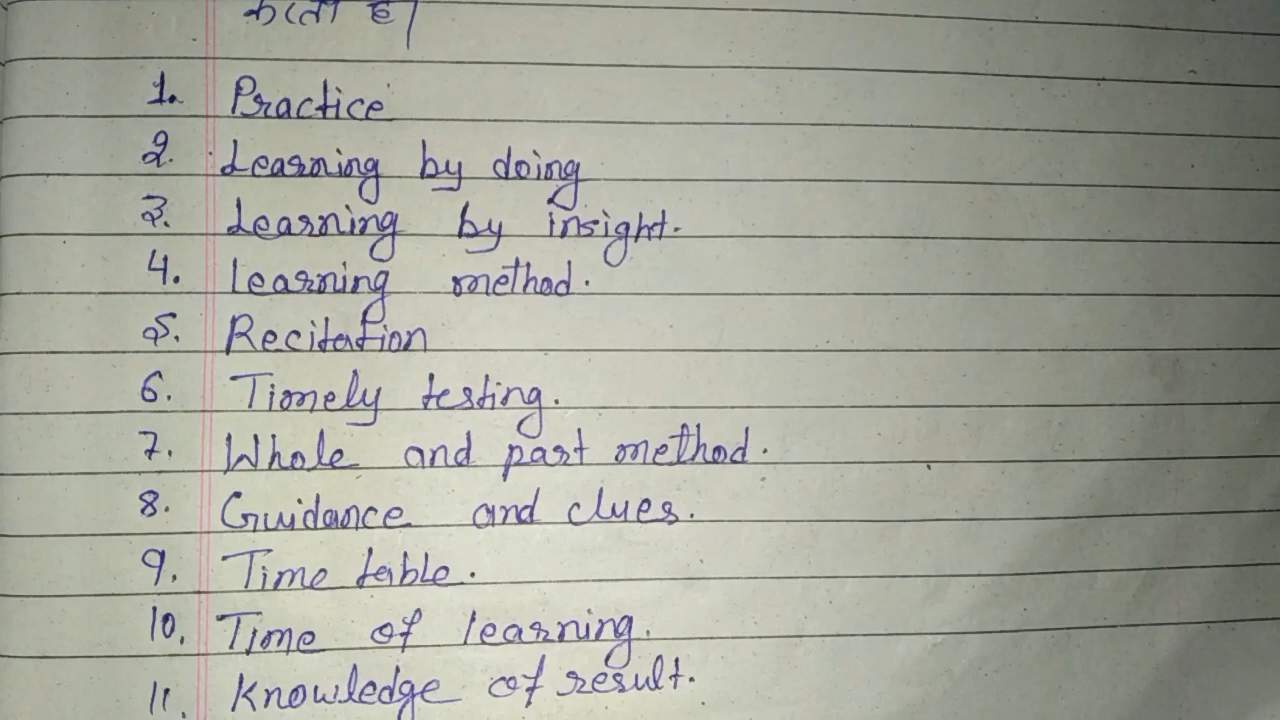 करता है।
1. Practice
2. Learning by doing
3. Learning by insight.
4. learning method.
5. Recitation
6. Timely testing.
7. Whole and part method.
8. Guidance and clues.
9. Time table.
10. Time of learning.
11. Knowledge of result.